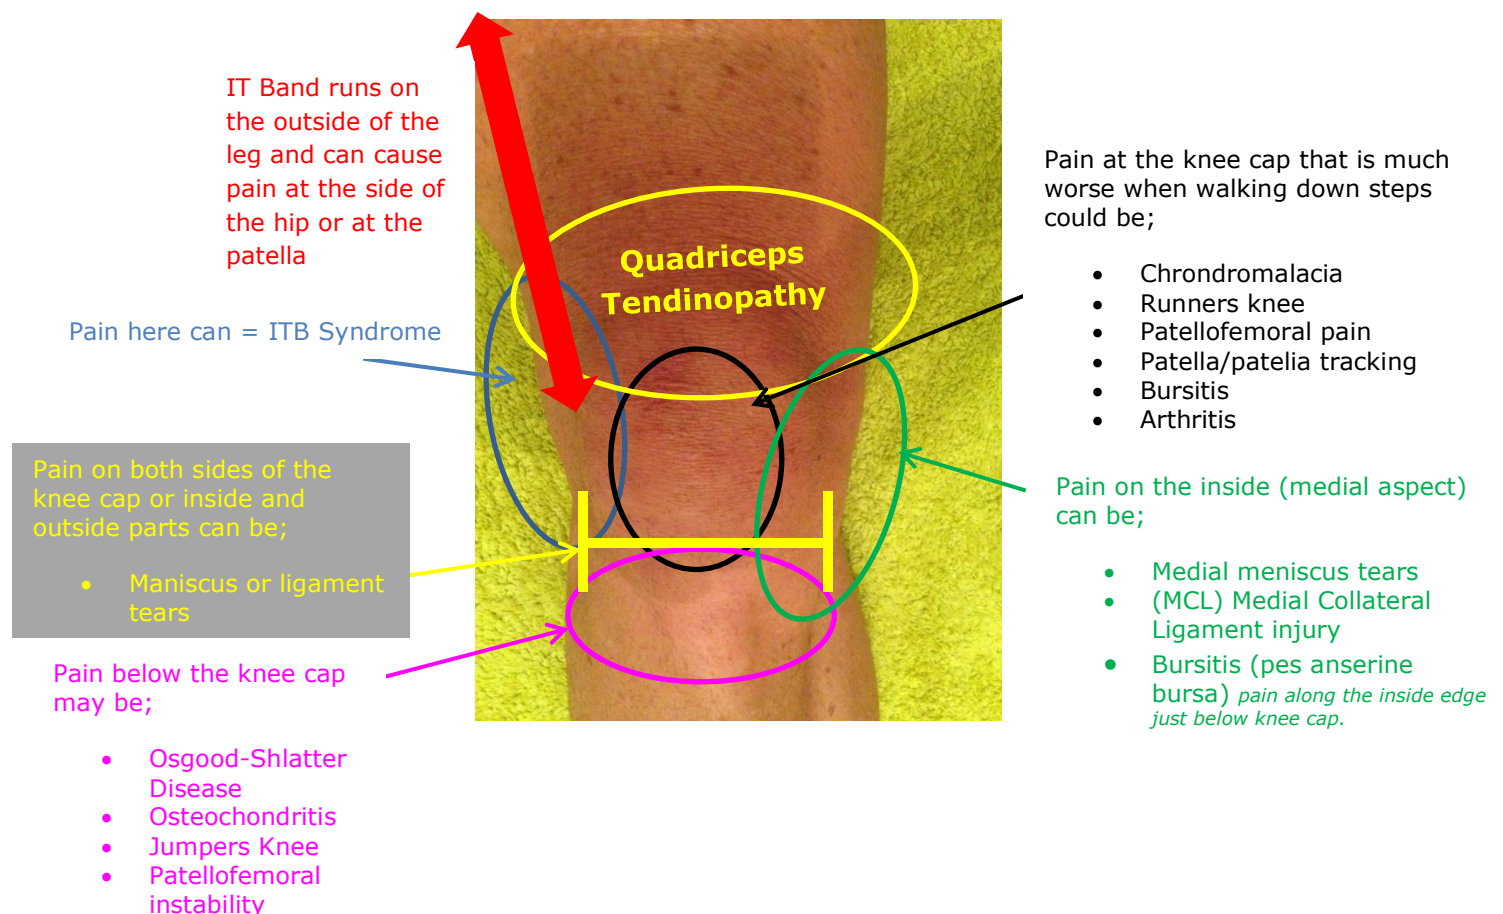 IT Band runs on
the outside of the
leg and can cause
pain at the side of
the hip or at the
patella
Pain here can = ITB Syndrome
Pain on both sides of the
knee cap or inside and
outside parts can be;
• Maniscus or ligament
tears
Pain below the knee cap
may be;
• Osgood-Shlatter
Disease
• Osteochondritis
• Jumpers Knee
• Patellofemoral
instability
Quadriceps
Tendinopathy
Pain at the knee cap that is much
worse when walking down steps
could be;
• Chrondromalacia
• Runners knee
• Patellofemoral pain
• Patella/patelia tracking
• Bursitis
• Arthritis
Pain on the inside (medial aspect)
can be;
• Medial meniscus tears
• (MCL) Medial Collateral
Ligament injury
• Bursitis (pes anserine
bursa) pain along the inside edge
just below knee cap.